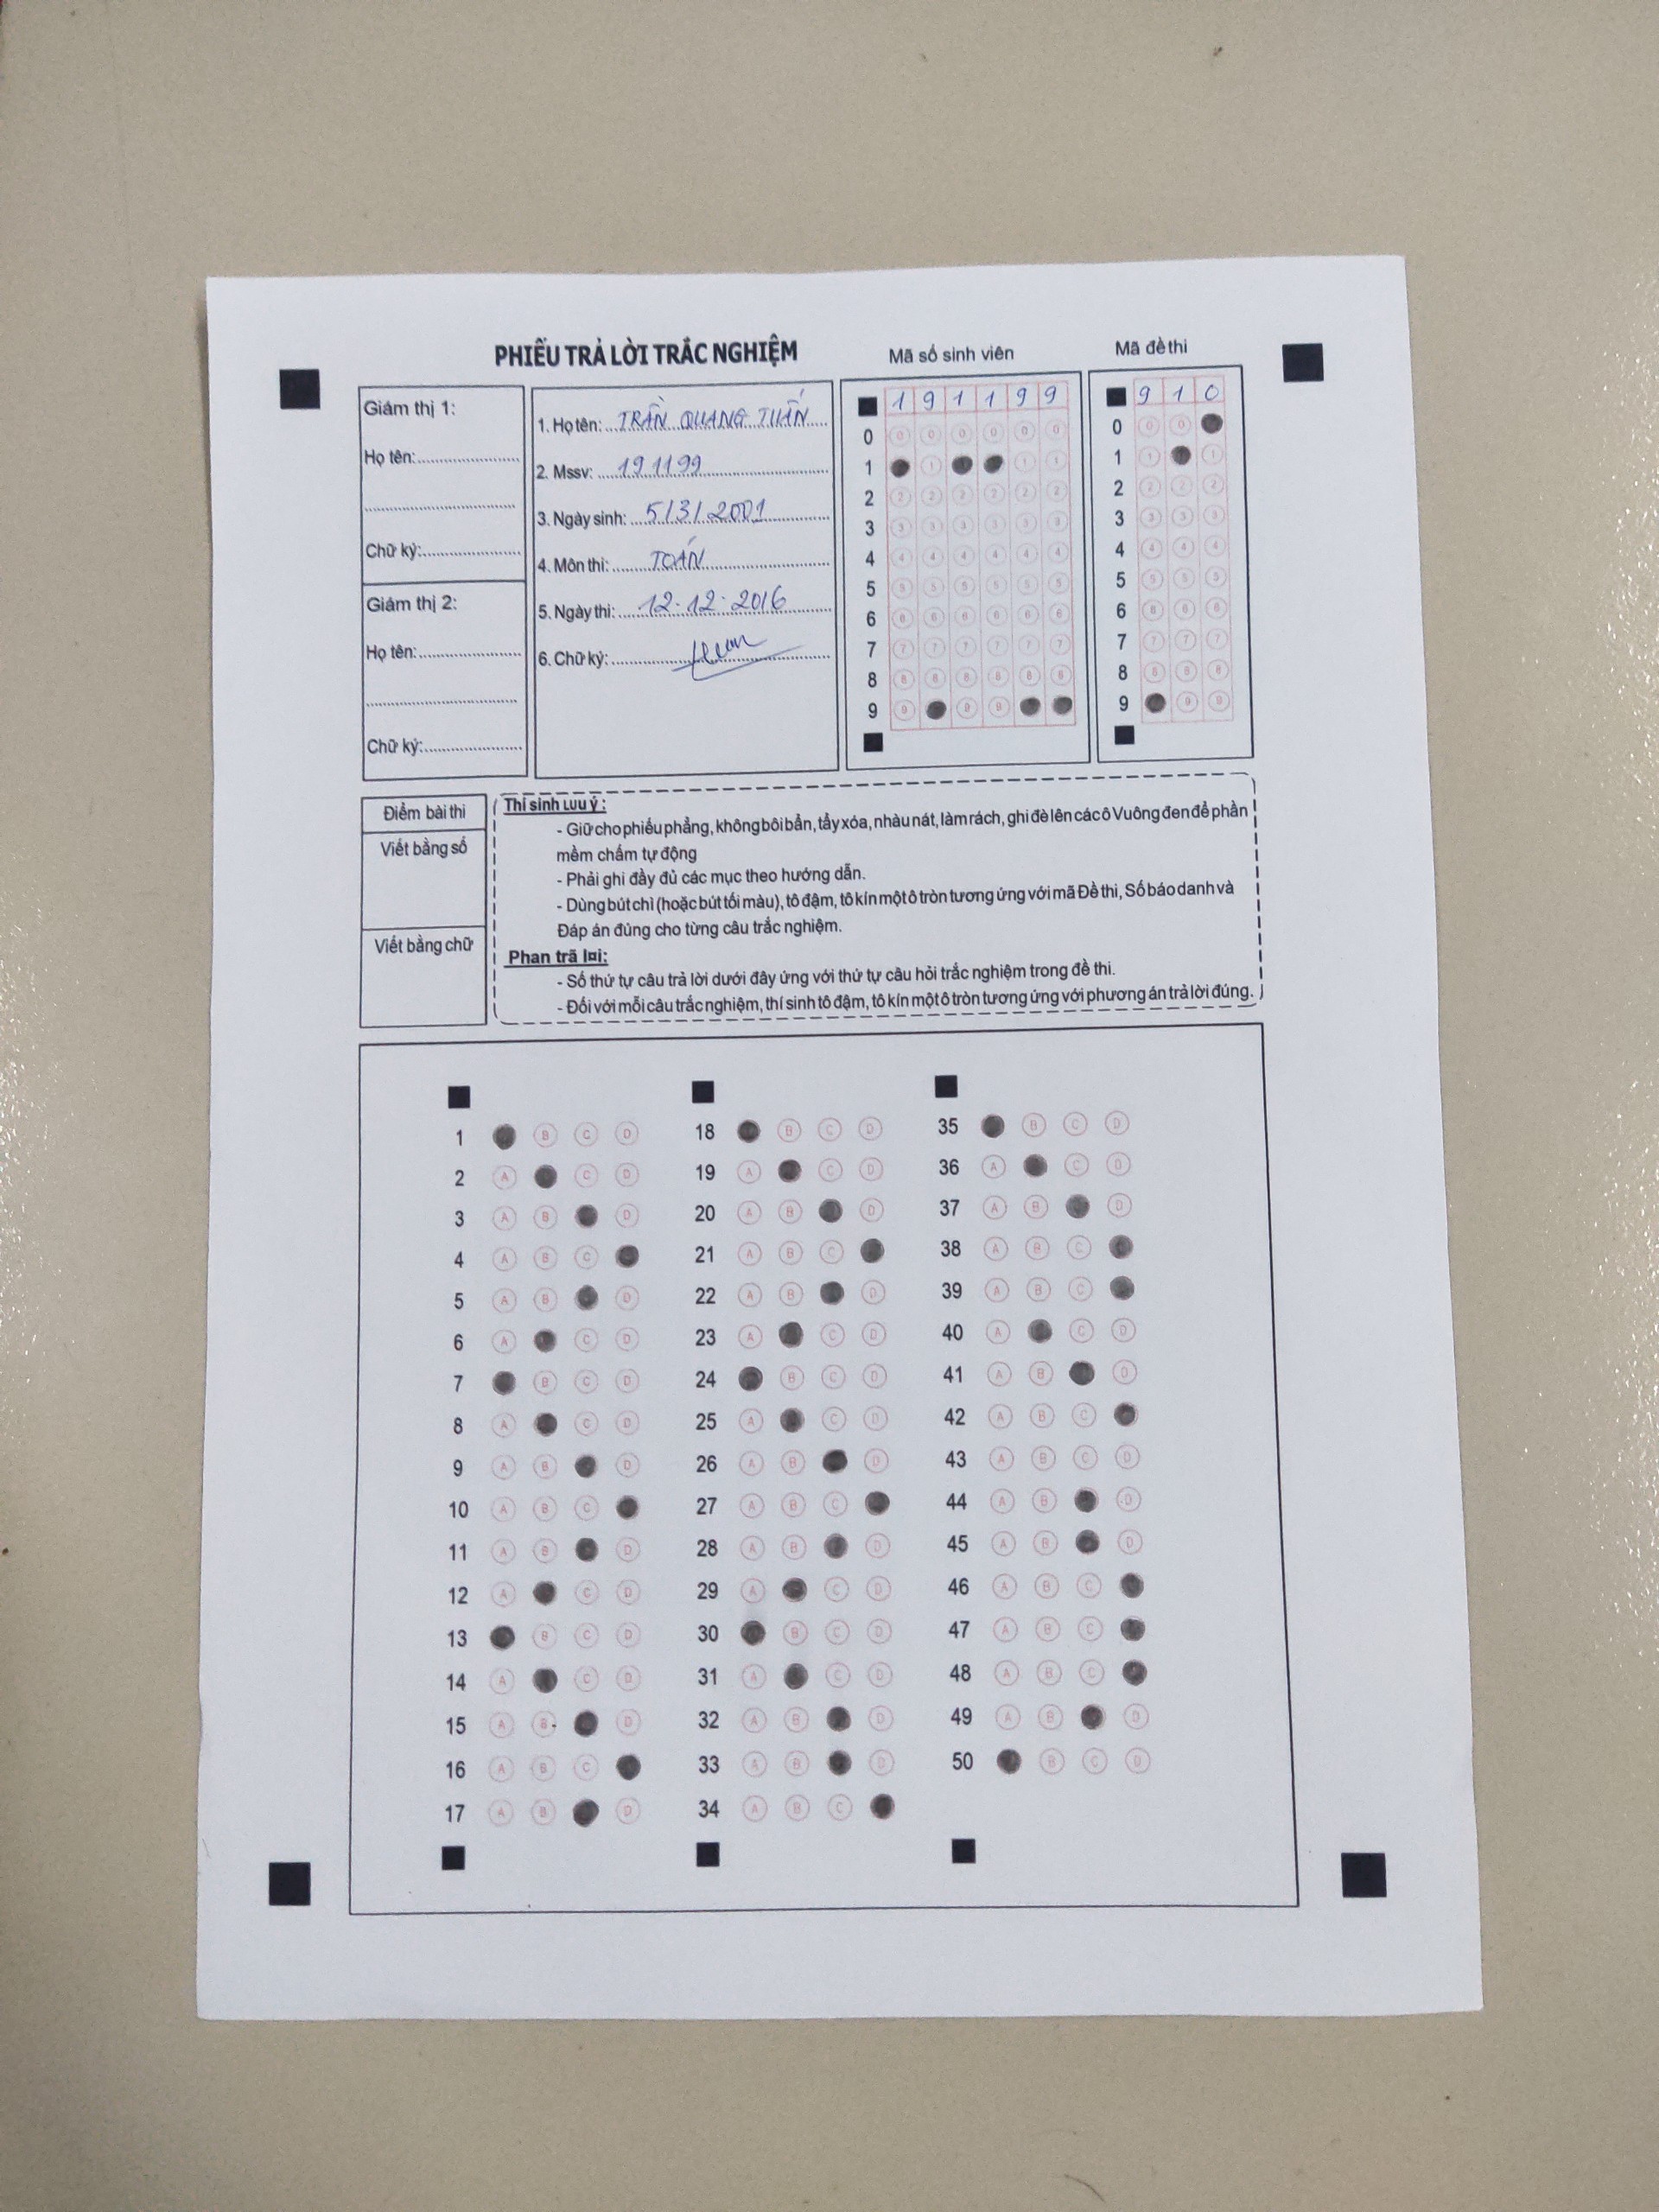 PHIẾU TRẢ LỜI TRẮC NGHIỆM
Mã số sinh viên
Mã đề thi
Giám thị 1:
Họ tên:
Chữ ký:
Giám thị 2:
Họ tên:
Chữ ký:
1. Họ tên: TRẦN QUANG TUẤN
2. Mssv: 191199
3. Ngày sinh: 5/3/2001
4. Môn thi: TOÁN
5. Ngày thi: 12.12.2016
6. Chữ ký:
1 9 1 1 9 9
0 0 0 0 0 0 0
1 1 1 1
2 2 2 2 2 2 2
3 3 3 3 3 3 3
4 4 4 4 4 4 4
5 5 5 5 5 5 5
6 6 6 6 6 6 6
7 7 7 7 7 7 7
8 8 8 8 8 8 8
9 9 9 9
9 1 0
0 0 0
1 1 1
2 2 2 2
3 3 3 3
4 4 4 4
5 5 5 5
6 6 6 6
7 7 7 7
8 8 8 8
9 9 9
Điểm bài thi
Viết bằng số
Viết bằng chữ
Thí sinh Lưu ý:
- Giữ cho phiếu phẳng, không bôi bẩn, tẩy xóa, nhàu nát, làm rách, ghi đè lên các ô Vuông đen để phần
mềm chấm tự động
- Phải ghi đầy đủ các mục theo hướng dẫn.
- Dùng bút chì (hoặc bút tối màu), tô đậm, tô kín một ô tròn tương ứng với mã Đề thi, Số báo danh và
Đáp án đủng cho từng câu trắc nghiệm.
Phan trã l¤i:
- Số thứ tự câu trả lời dưới đây ứng với thứ tự câu hỏi trắc nghiệm trong đề thi.
- Đối với mỗi câu trắc nghiệm, thí sinh tô đậm, tô kín một ô tròn tương ứng với phương án trả lời đúng.
1 B C D
2 A C D
3 A B D
4 A B C
5 A B D
6 A C D
7 B C D
8 A C D
9 A B D
10 A B C
11 A B D
12 A C D
13 B C D
14 A C D
15 A B D
16 A B C
17 A B D
18 B C D
19 A C D
20 A B D
21 A B C
22 A B D
23 A C D
24 B C D
25 A C D
26 A B D
27 A B C
28 A B D
29 A C D
30 B C D
31 A C D
32 A B D
33 A B D
34 A B C
35 B C D
36 A C D
37 A B D
38 A B C
39 A B C
40 A C D
41 A B D
42 A B C
43 A B C D
44 A B D
45 A B D
46 A B C
47 A B C
48 A B C
49 A B D
50 B C D